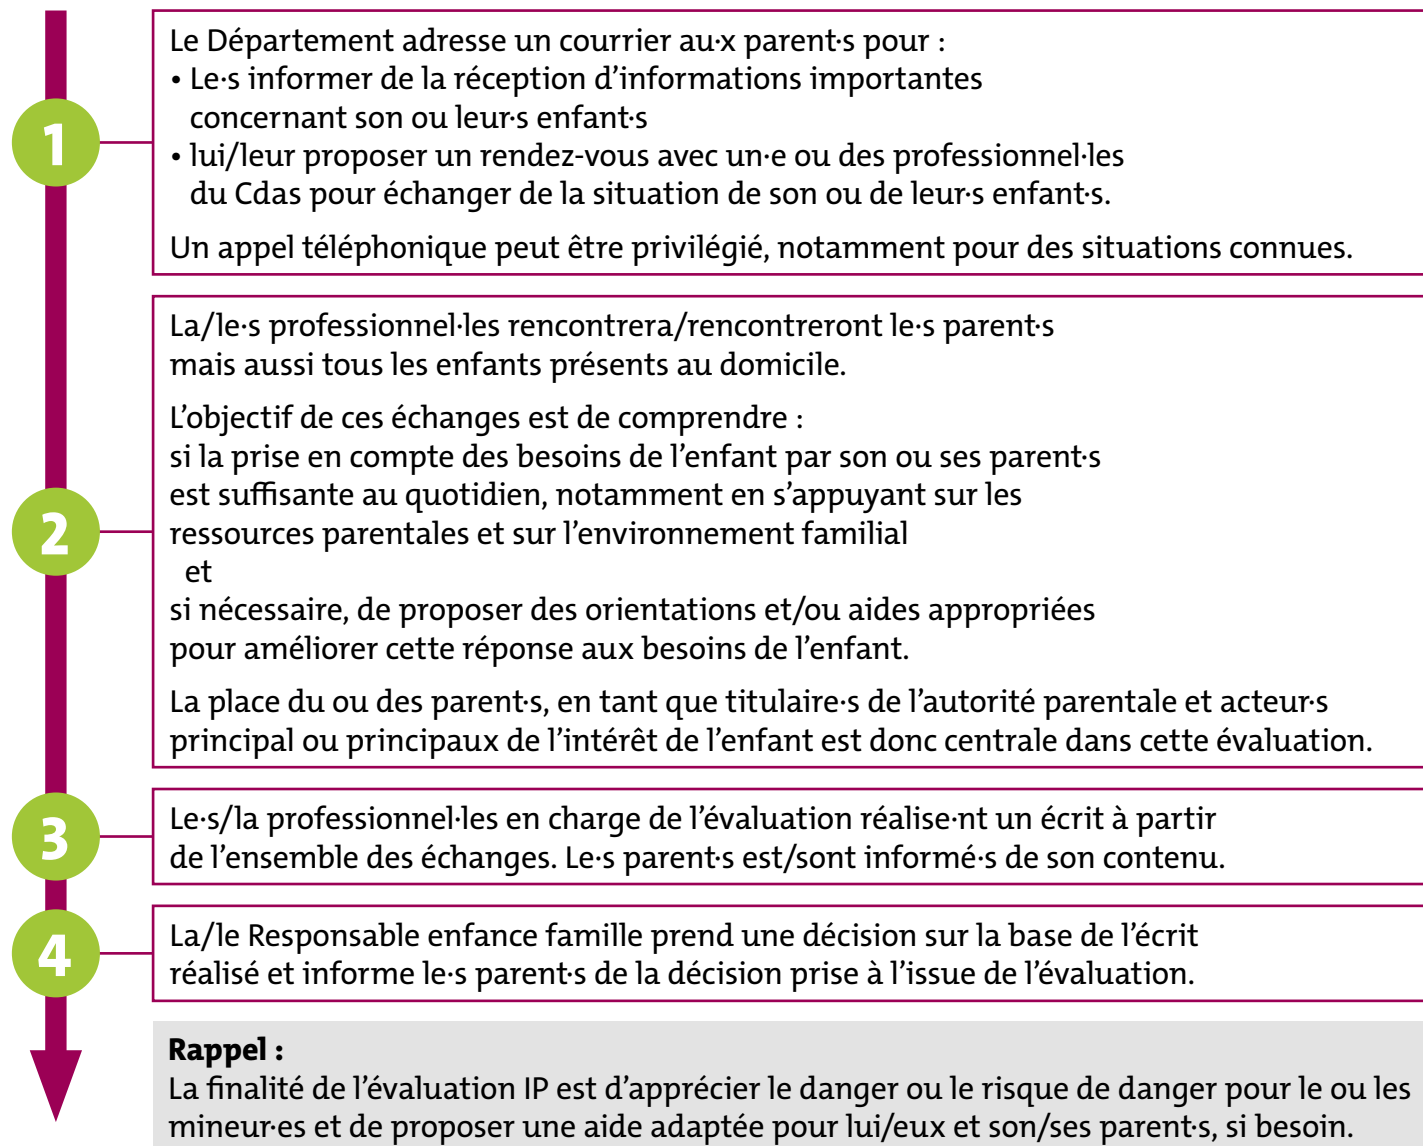 1
Le Département adresse un courrier au·x parent·s pour :
• Le·s informer de la réception d’informations importantes
concernant son ou leur·s enfant·s
• lui/leur proposer un rendez-vous avec un·e ou des professionnel·les
du Cdas pour échanger de la situation de son ou de leur·s enfant·s.
Un appel téléphonique peut être privilégié, notamment pour des situations connues.
2
La/le·s professionnel·les rencontrera/rencontreront le·s parent·s
mais aussi tous les enfants présents au domicile.
L’objectif de ces échanges est de comprendre :
si la prise en compte des besoins de l’enfant par son ou ses parent·s
est suffisante au quotidien, notamment en s’appuyant sur les
ressources parentales et sur l’environnement familial
et
si nécessaire, de proposer des orientations et/ou aides appropriées
pour améliorer cette réponse aux besoins de l’enfant.
La place du ou des parent·s, en tant que titulaire·s de l’autorité parentale et acteur·s
principal ou principaux de l’intérêt de l’enfant est donc centrale dans cette évaluation.
3
Le·s/la professionnel·les en charge de l’évaluation réalise·nt un écrit à partir
de l’ensemble des échanges. Le·s parent·s est/sont informé·s de son contenu.
4
La/le Responsable enfance famille prend une décision sur la base de l’écrit
réalisé et informe le·s parent·s de la décision prise à l’issue de l’évaluation.
Rappel :
La finalité de l’évaluation IP est d’apprécier le danger ou le risque de danger pour le ou les
mineur·es et de proposer une aide adaptée pour lui/eux et son/ses parent·s, si besoin.